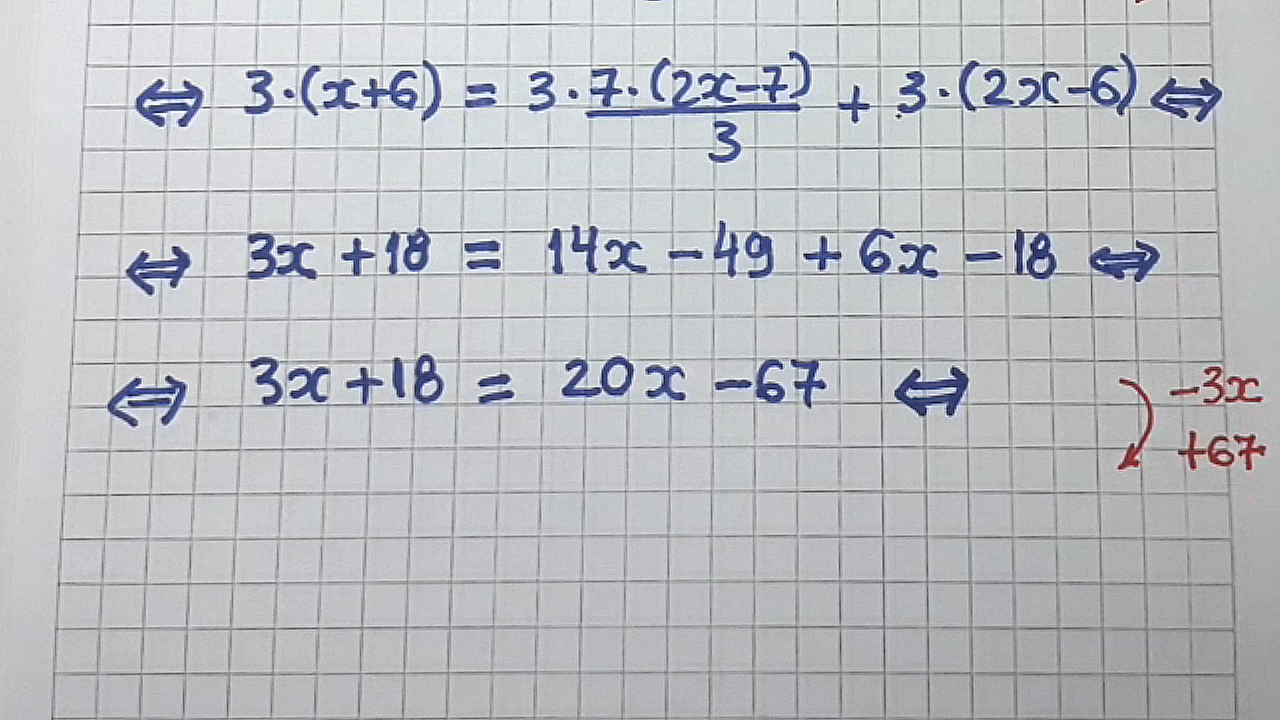 ⇔ 3·(x+6) = 3·7·(2x-7)/3 + 3·(2x-6) ⇔
⇔ 3x +18 = 14x -49 +6x -18 ⇔
⇔ 3x+18 = 20x -67 ⇔ -3x
+67